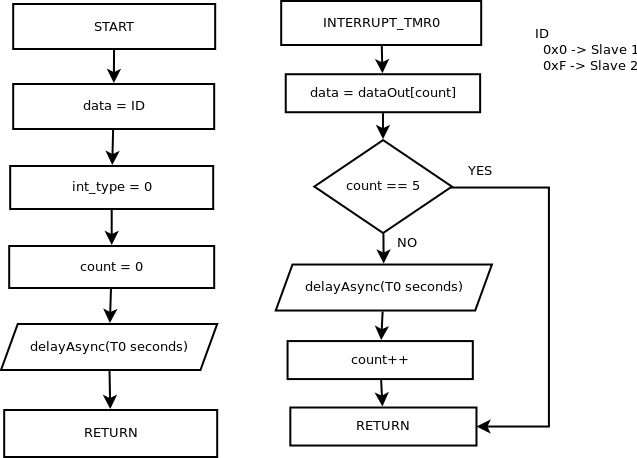 START
data = ID
int_type = 0
count = 0
delayAsync(T0 seconds)
RETURN
INTERRUPT_TMR0
data = dataOut[count]
count == 5
YES
NO
delayAsync(T0 seconds)
count++
RETURN
ID
0x0 -> Slave 1
0xF -> Slave 2